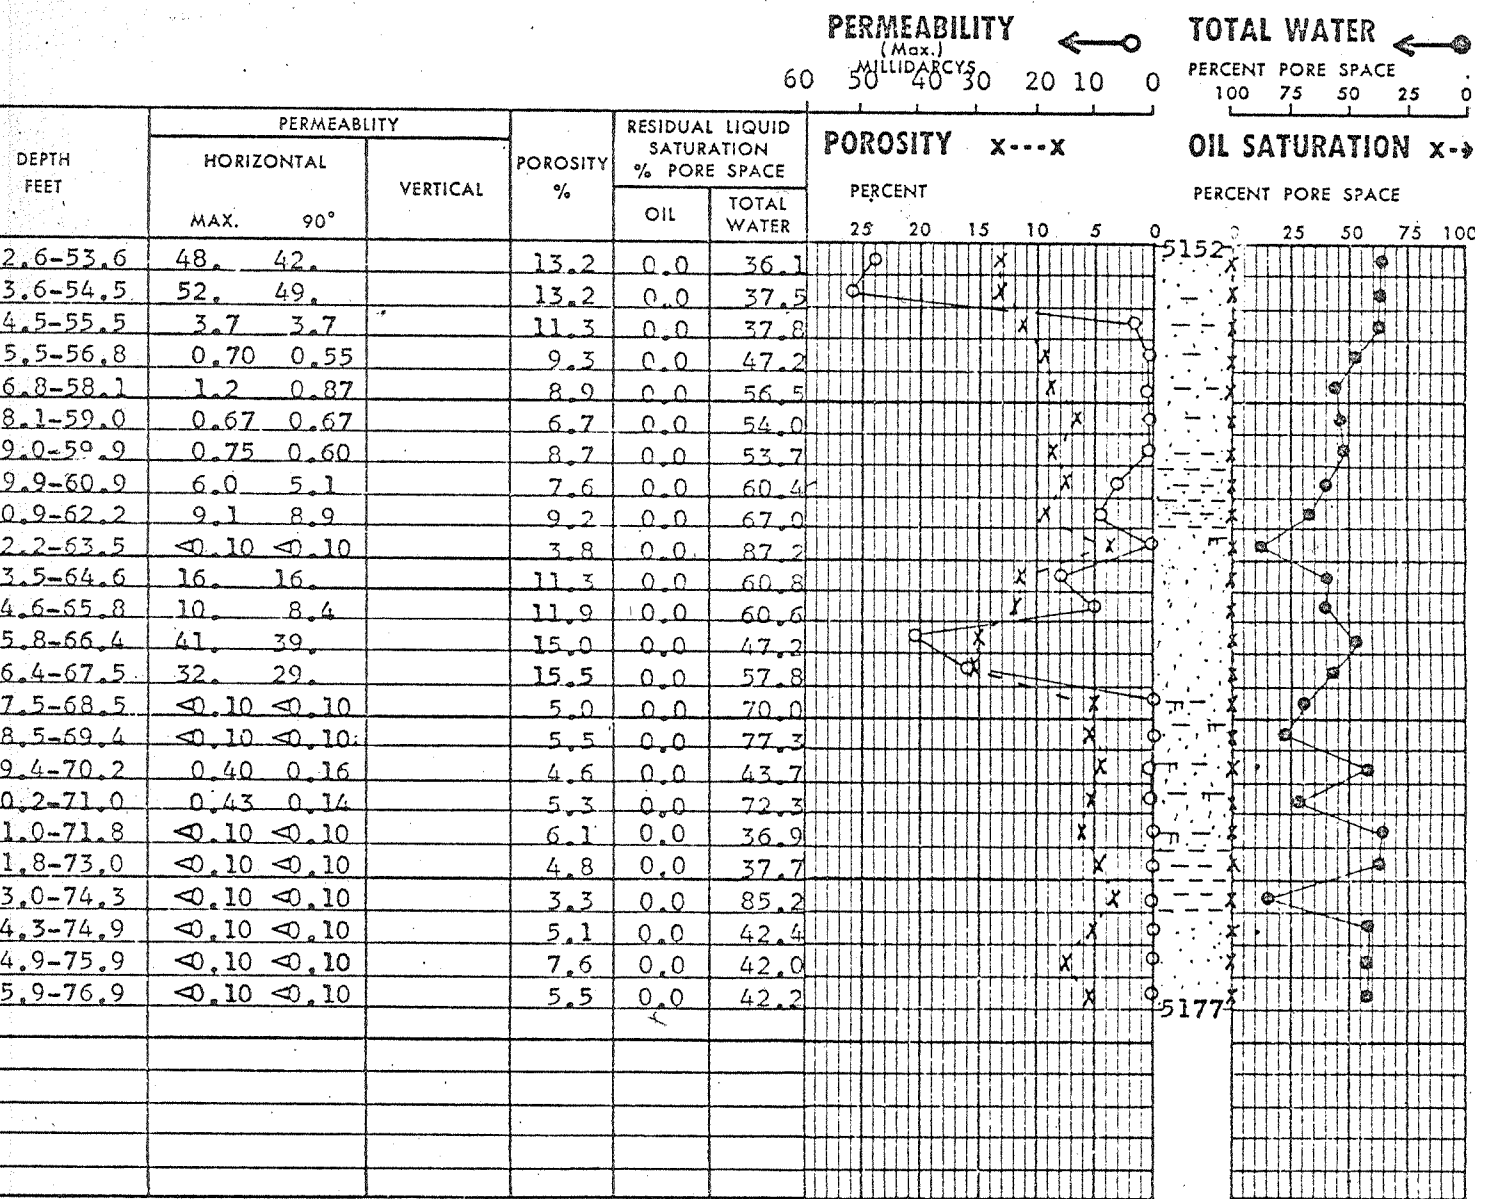 PERMEABILITY TOTAL WATER
(Max.)
MILLIDARCYS PERCENT PORE SPACE
60 50 40 30 20 10 0 100 75 50 25 0
PERMEABLITY RESIDUAL LIQUID
DEPTH HORIZONTAL POROSITY SATURATION POROSITY x---x OIL SATURATION x-
FEET VERTICAL % % PORE SPACE PERCENT PERCENT PORE SPACE
MAX. 90° OIL TOTAL
WATER 25 20 15 10 5 0 0 25 50 75 100
5152
2.6-53.6 48. 42. 13.2 0.0 36.1
3.6-54.5 52. 49. 13.2 0.0 37.5
4.5-55.5 3.7 3.7 11.3 0.0 37.8
5.5-56.8 0.70 0.55 9.3 0.0 47.2
6.8-58.1 1.2 0.87 8.9 0.0 56.5
8.1-59.0 0.67 0.67 6.7 0.0 54.0
9.0-59.9 0.75 0.60 8.7 0.0 53.7
9.9-60.9 6.0 5.1 7.6 0.0 60.4
0.9-62.2 9.1 8.9 9.2 0.0 67.0
2.2-63.5 <0.10 <0.10 3.8 0.0 87.2 F
3.5-64.6 16. 16. 11.3 0.0 60.8
4.6-65.8 10. 8.4 11.9 0.0 60.6
5.8-66.4 41. 39. 15.0 0.0 47.2
6.4-67.5 32. 29. 15.5 0.0 57.8
7.5-68.5 <0.10 <0.10 5.0 0.0 70.0 F
8.5-69.4 <0.10 <0.10 5.5 0.0 77.3 F
9.4-70.2 0.40 0.16 4.6 0.0 43.7 F
0.2-71.0 0.43 0.14 5.3 0.0 72.3
1.0-71.8 <0.10 <0.10 6.1 0.0 36.9 F
1.8-73.0 <0.10 <0.10 4.8 0.0 37.7
3.0-74.3 <0.10 <0.10 3.3 0.0 85.2
4.3-74.9 <0.10 <0.10 5.1 0.0 42.4
4.9-75.9 <0.10 <0.10 7.6 0.0 42.0
5.9-76.9 <0.10 <0.10 5.5 0.0 42.2
5177